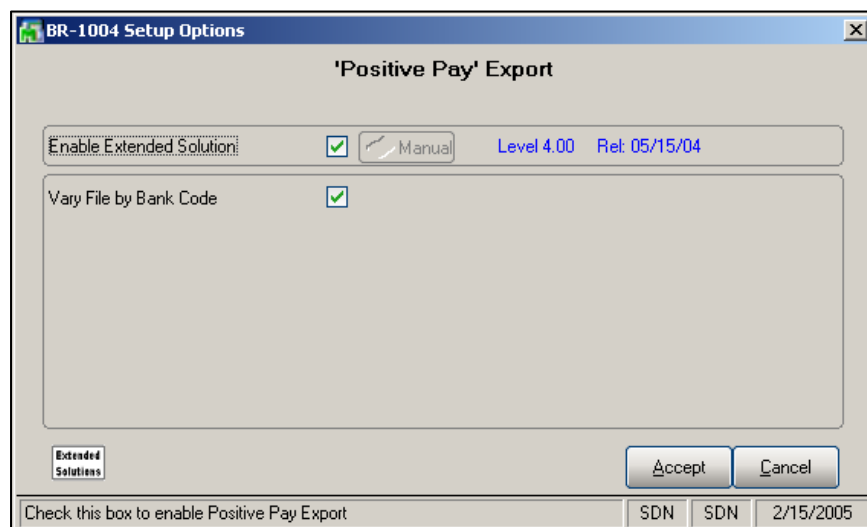 BR-1004 Setup Options
'Positive Pay' Export
Enable Extended Solution Manual Level 4.00 Rel: 05/15/04
Vary File by Bank Code
Extended
Solutions
Accept Cancel
Check this box to enable Positive Pay Export SDN SDN 2/15/2005